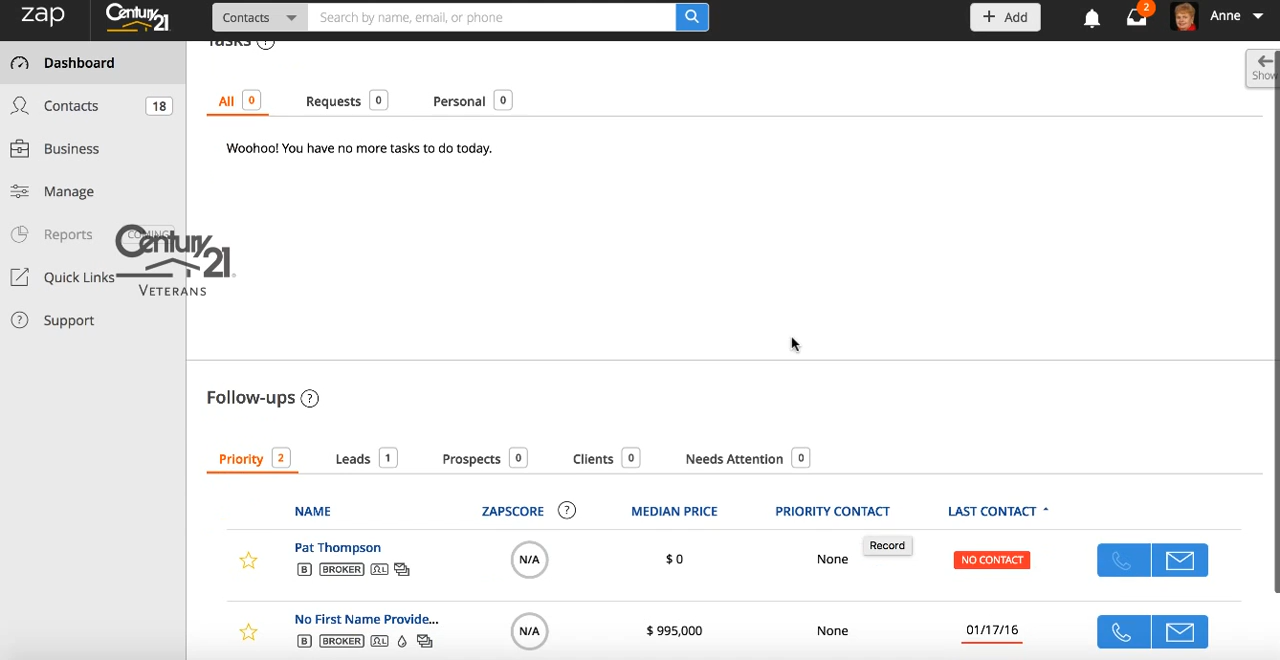 zap
Century 21
Contacts
Search by name, email, or phone
Add
2
Anne
Tasks ?
Show
Dashboard
Contacts 18
Business
Manage
Reports COMING
Quick Links
Support
Century 21
VETERANS
All 0 Requests 0 Personal 0
Woohoo! You have no more tasks to do today.
Follow-ups ?
Priority 2 Leads 1 Prospects 0 Clients 0 Needs Attention 0
NAME ZAPSCORE ? MEDIAN PRICE PRIORITY CONTACT LAST CONTACT
Record
Pat Thompson
B BROKER L
N/A $ 0 None NO CONTACT
No First Name Provide...
B BROKER L
N/A $ 995,000 None 01/17/16